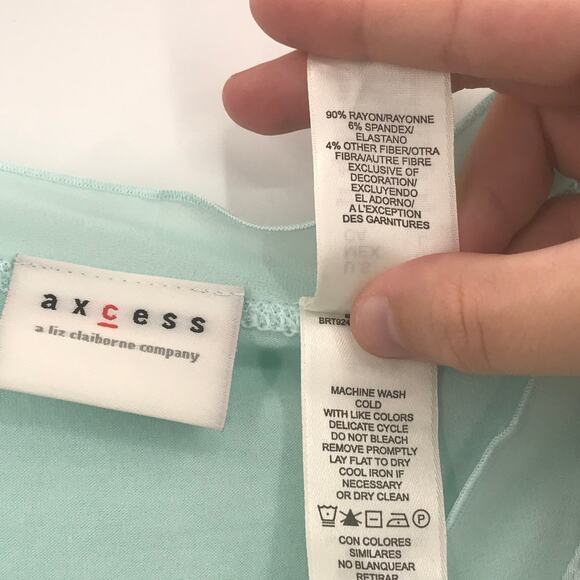 90% RAYON/RAYONNE
6% SPANDEX/
ELASTANO
4% OTHER FIBER/OTRA
FIBRA/AUTRE FIBRE
EXCLUSIVE OF
DECORATION/
EXCLUYENDO
EL ADORNO/
A L'EXCEPTION
DES GARNITURES
axcess
a liz claiborne company
BRT924
MACHINE WASH
COLD
WITH LIKE COLORS
DELICATE CYCLE
DO NOT BLEACH
REMOVE PROMPTLY
LAY FLAT TO DRY
COOL IRON IF
NECESSARY
OR DRY CLEAN
P
CON COLORES
SIMILARES
NO BLANQUEAR
RETIRAR